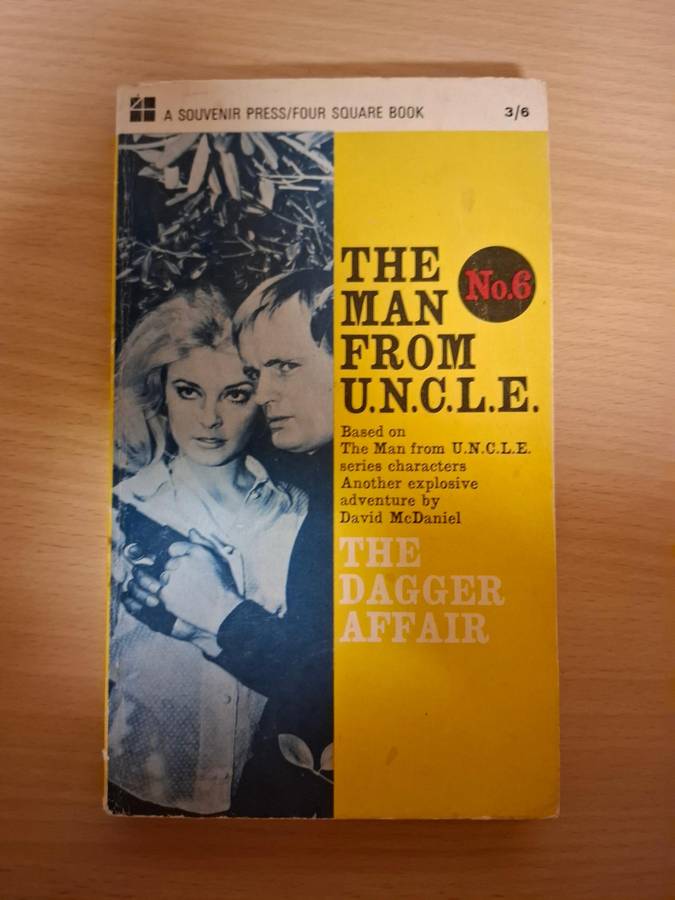 A SOUVENIR PRESS/FOUR SQUARE BOOK 3/6
THE
MAN
FROM
U.N.C.L.E.
No.6
Based on
The Man from U.N.C.L.E.
series characters
Another explosive
adventure by
David McDaniel
THE
DAGGER
AFFAIR